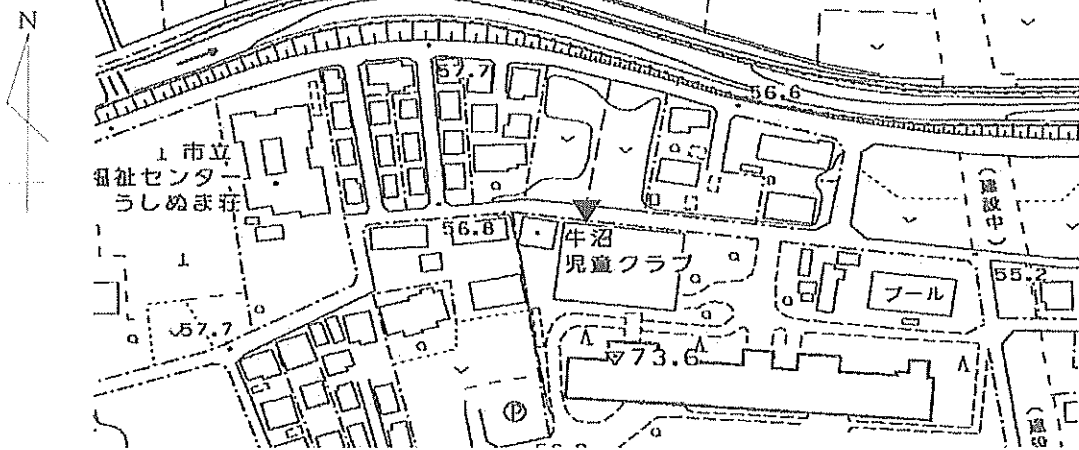 N
57.7
56.6
市立
福祉センター
うしぬま荘
56.8
牛沼
児童クラブ
(建設中)
55.2
プール
57.7
73.6
P